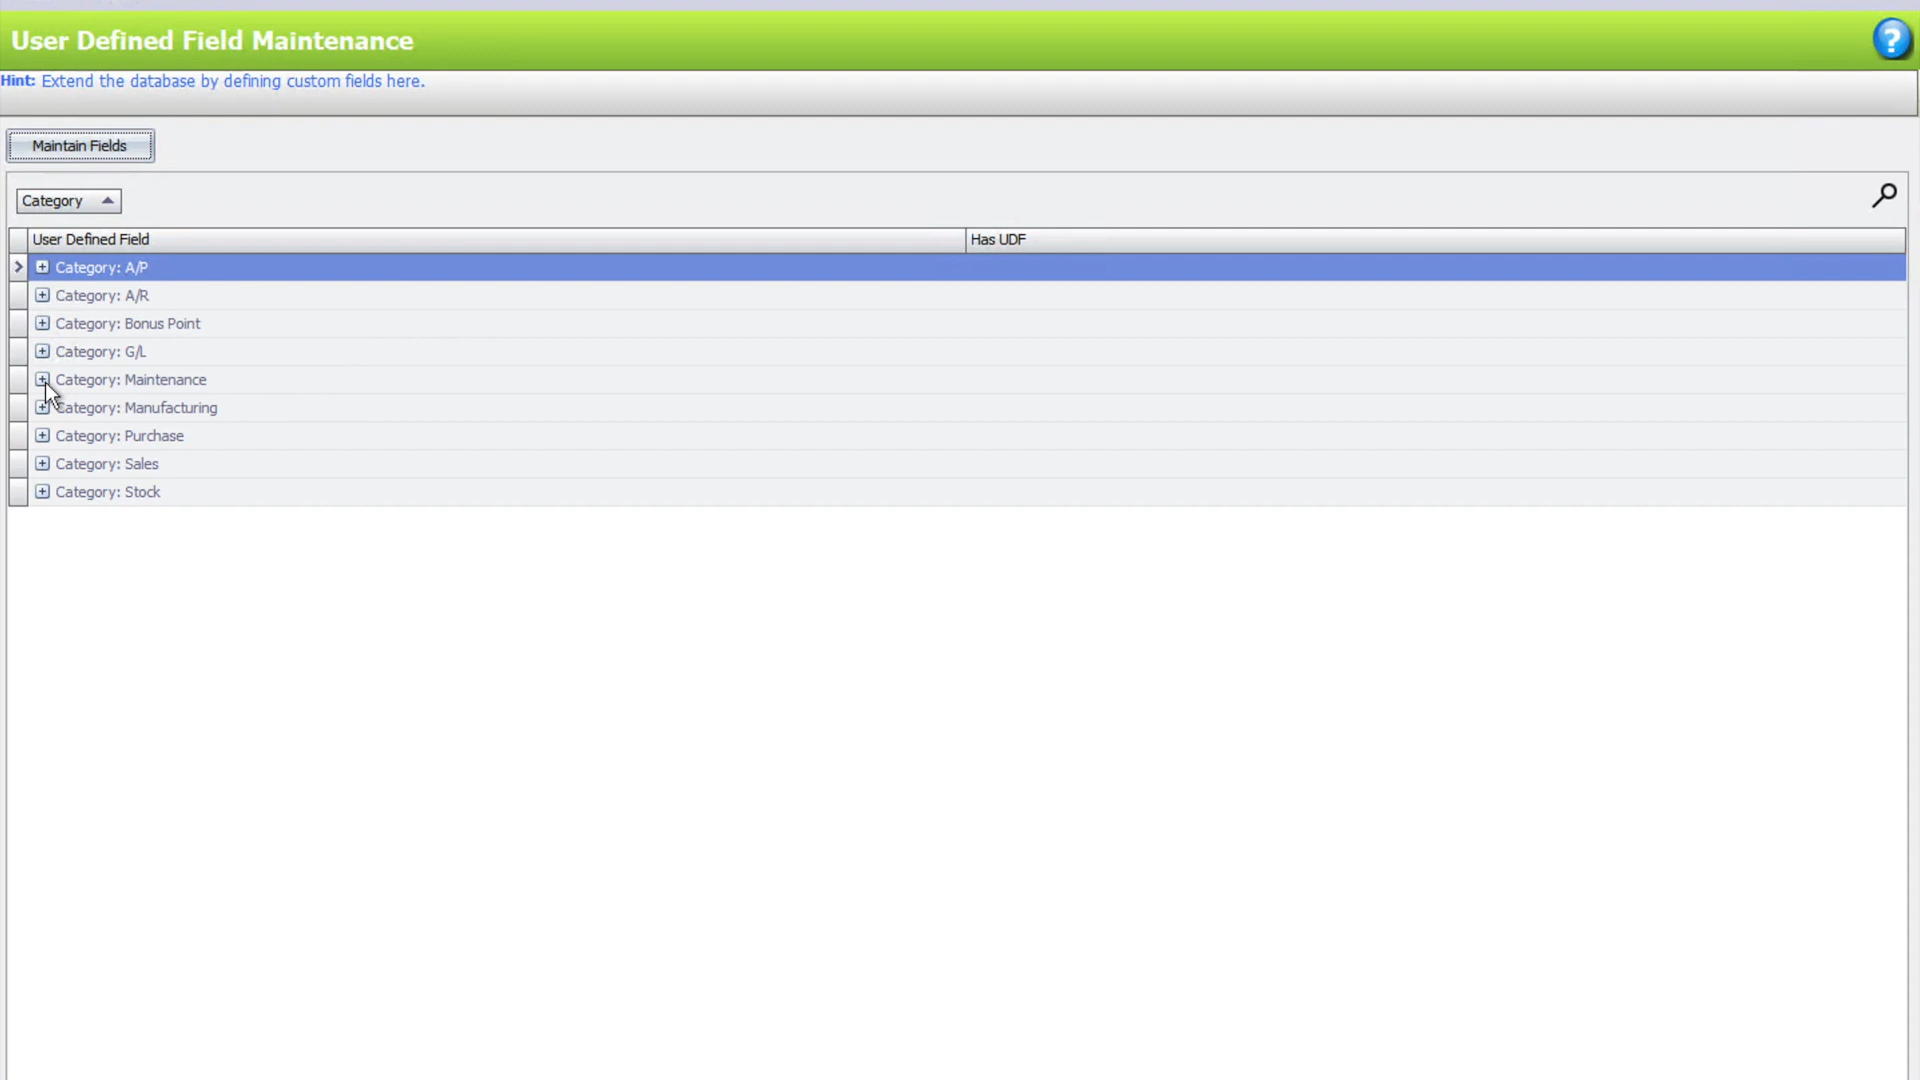 User Defined Field Maintenance
?
Hint: Extend the database by defining custom fields here.
Maintain Fields
Category
User Defined Field Has UDF
Category: A/P
Category: A/R
Category: Bonus Point
Category: G/L
Category: Maintenance
Category: Manufacturing
Category: Purchase
Category: Sales
Category: Stock